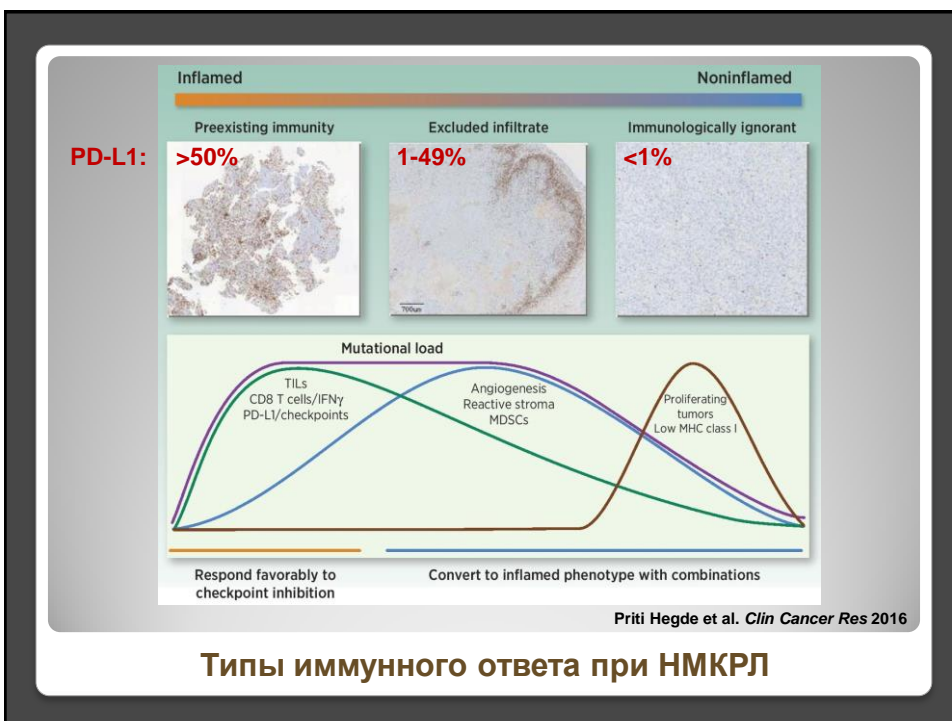 Inflamed
Noninflamed
Preexisting immunity
Excluded infiltrate
Immunologically ignorant
PD-L1:
>50%
1-49%
<1%
700um
Mutational load
TILs
CD8 T cells/IFNγ
PD-L1/checkpoints
Angiogenesis
Reactive stroma
MDSCs
Proliferating
tumors
Low MHC class I
Respond favorably to
checkpoint inhibition
Convert to inflamed phenotype with combinations
Priti Hegde et al. Clin Cancer Res 2016
Типы иммунного ответа при НМКРЛ